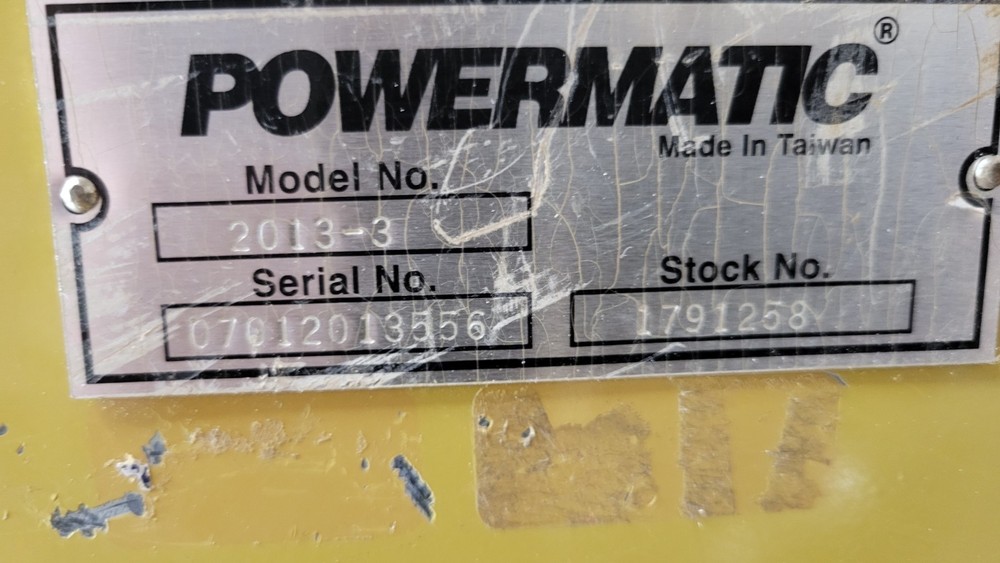 POWERMATIC®
Made In Taiwan
Model No.
2013-3
Serial No.
07012013556
Stock No.
1791258